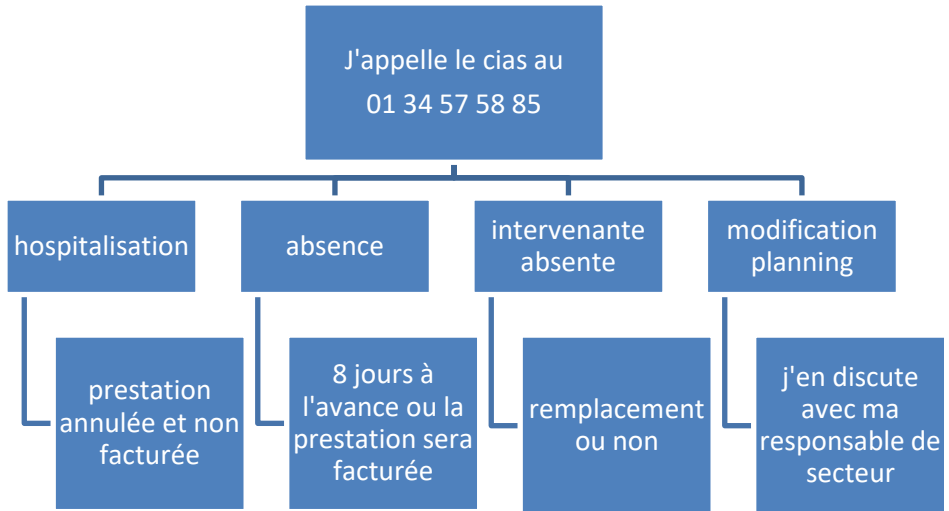 J'appelle le cias au
01 34 57 58 85
hospitalisation
absence
intervenante
absente
modification
planning
prestation
annulée et non
facturée
8 jours à
l'avance ou la
prestation sera
facturée
remplacement
ou non
j'en discute
avec ma
responsable de
secteur